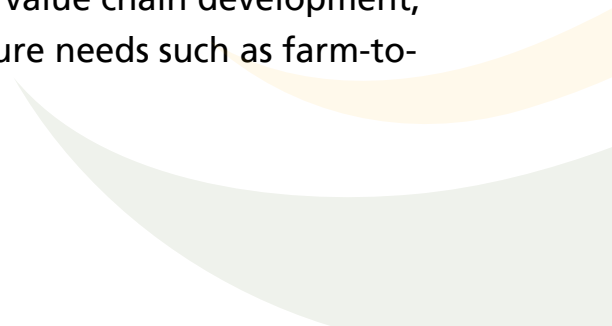 value chain development,
ure needs such as farm-to-